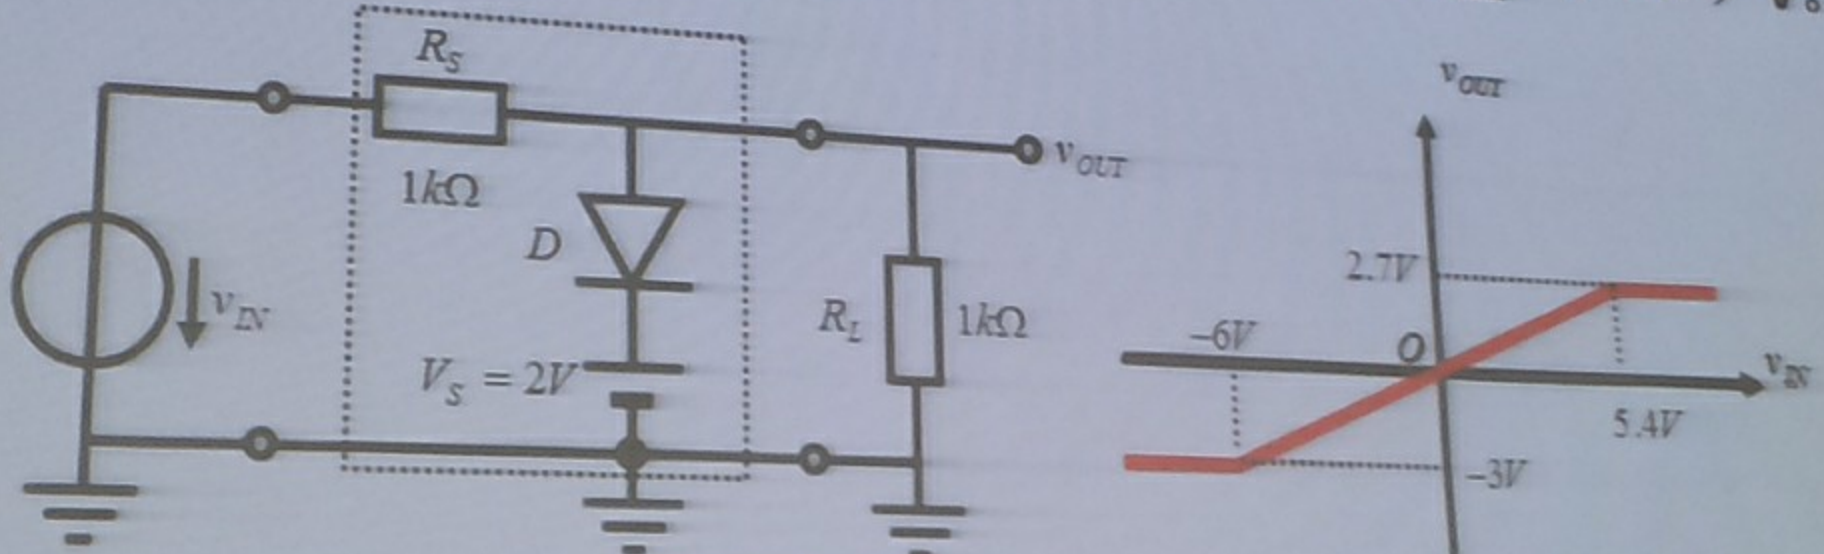 R_S
1kΩ
D
V_S = 2V
v_IN
v_OUT
R_L
1kΩ
v_OUT
2.7V
-6V
O
v_IN
5.4V
-3V